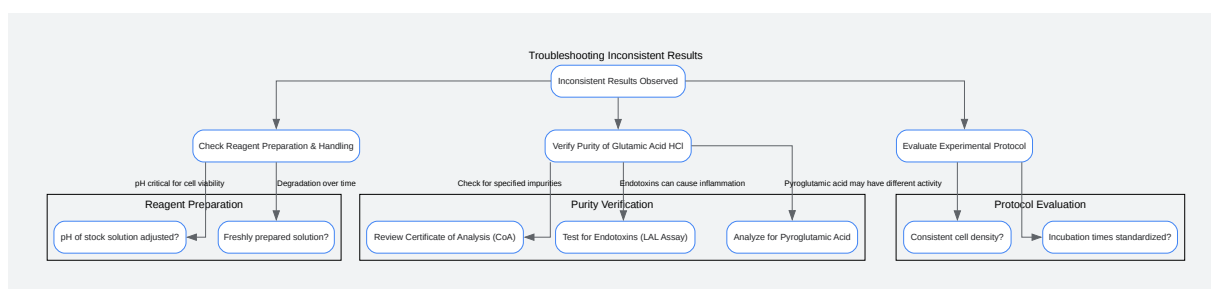 Troubleshooting Inconsistent Results
Inconsistent Results Observed
Check Reagent Preparation & Handling
Verify Purity of Glutamic Acid HCl
Evaluate Experimental Protocol
pH critical for cell viability
Degradation over time
Check for specified impurities
Endotoxins can cause inflammation
Pyroglutamic acid may have different activity
Reagent Preparation
Purity Verification
Protocol Evaluation
pH of stock solution adjusted?
Freshly prepared solution?
Review Certificate of Analysis (CoA)
Test for Endotoxins (LAL Assay)
Analyze for Pyroglutamic Acid
Consistent cell density?
Incubation times standardized?